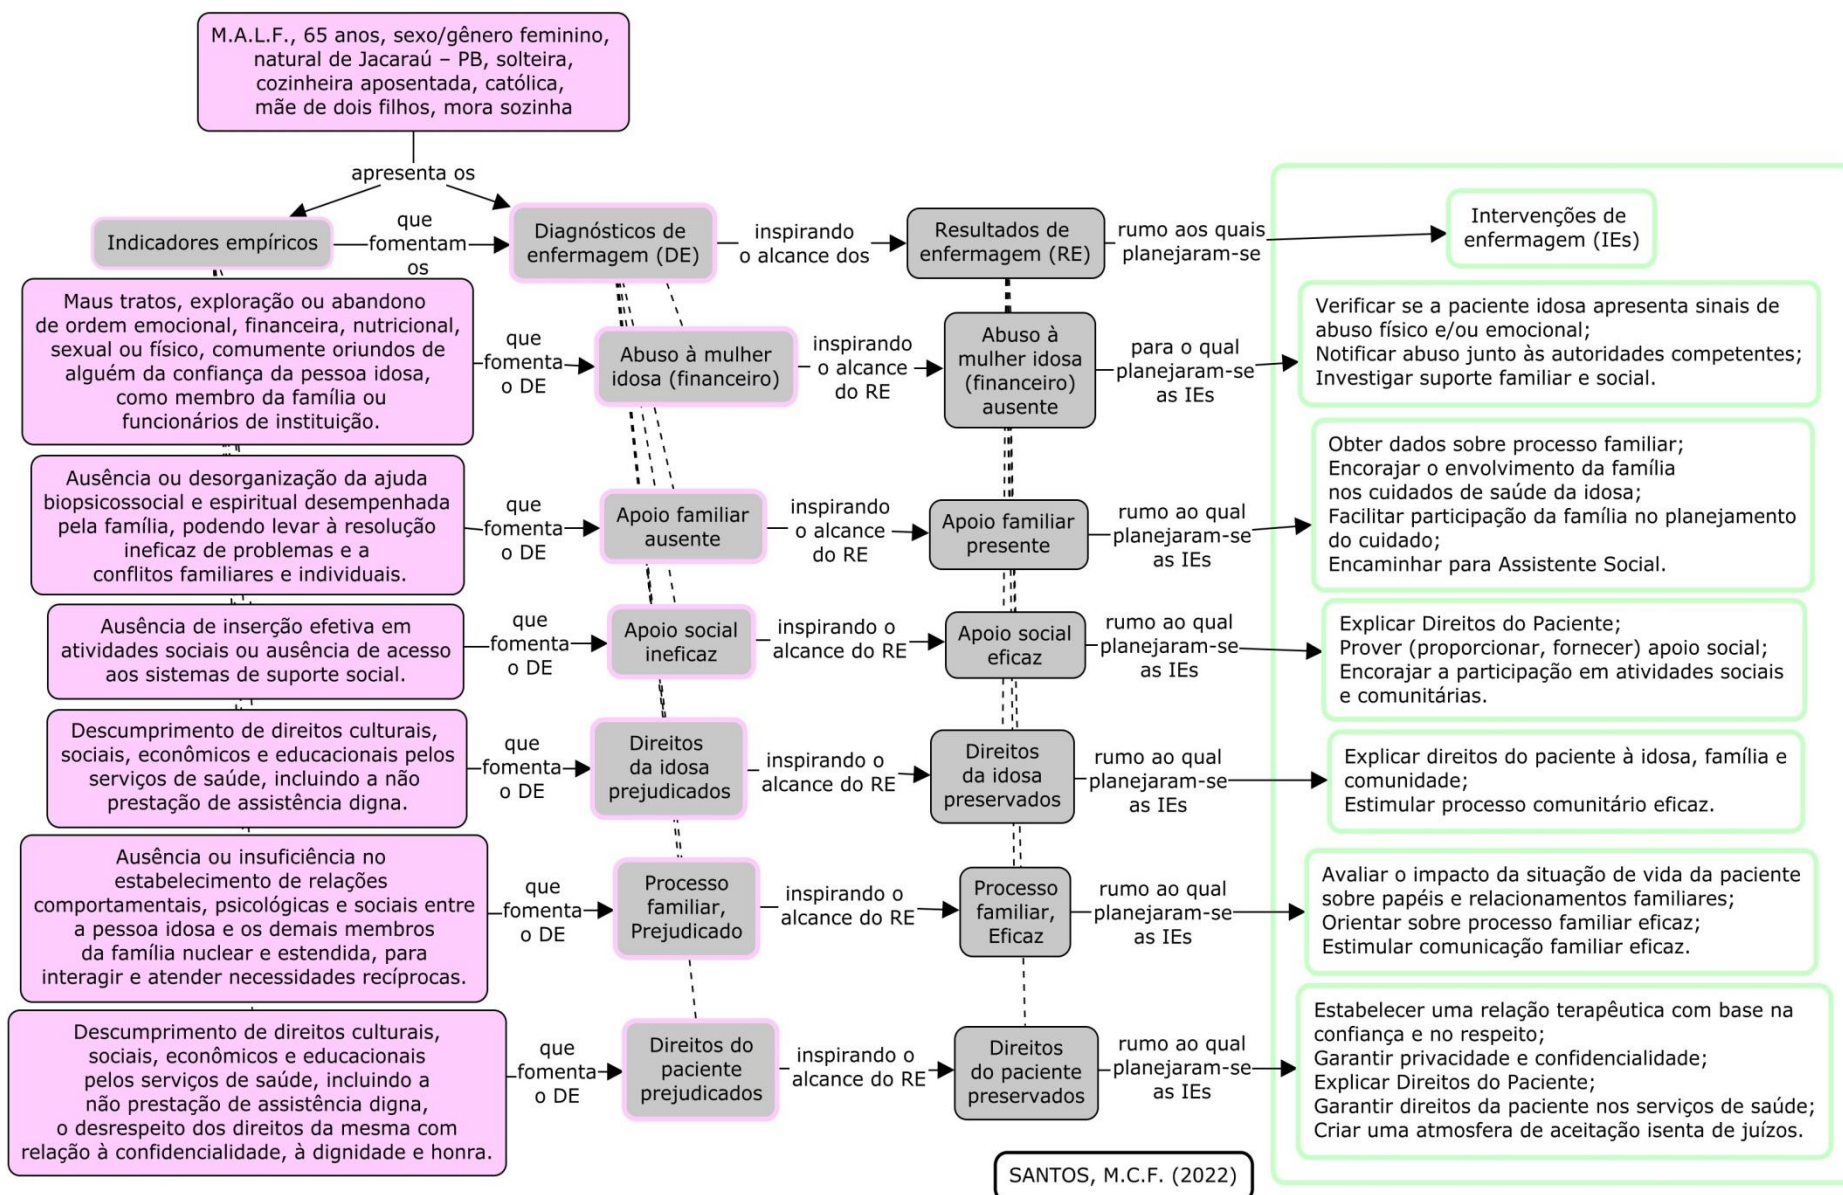 M.A.L.F., 65 anos, sexo/gênero feminino,
natural de Jacaraú – PB, solteira,
cozinheira aposentada, católica,
mãe de dois filhos, mora sozinha
apresenta os
Indicadores empíricos
que
fomentam
os
Diagnósticos de
enfermagem (DE)
inspirando
o alcance dos
Resultados de
enfermagem (RE)
rumo aos quais
planejaram-se
Intervenções de
enfermagem (IEs)
Maus tratos, exploração ou abandono
de ordem emocional, financeira, nutricional,
sexual ou físico, comumente oriundos de
alguém da confiança da pessoa idosa,
como membro da família ou
funcionários de instituição.
que
fomenta
o DE
Abuso à mulher
idosa (financeiro)
inspirando
o alcance
do RE
Abuso à
mulher idosa
(financeiro)
ausente
para o qual
planejaram-se
as IEs
Verificar se a paciente idosa apresenta sinais de
abuso físico e/ou emocional;
Notificar abuso junto às autoridades competentes;
Investigar suporte familiar e social.
Ausência ou desorganização da ajuda
biopsicossocial e espiritual desempenhada
pela família, podendo levar à resolução
ineficaz de problemas e a
conflitos familiares e individuais.
que
fomenta
o DE
Apoio familiar
ausente
inspirando
o alcance
do RE
Apoio familiar
presente
rumo ao qual
planejaram-se
as IEs
Obter dados sobre processo familiar;
Encorajar o envolvimento da família
nos cuidados de saúde da idosa;
Facilitar participação da família no planejamento
do cuidado;
Encaminhar para Assistente Social.
Ausência de inserção efetiva em
atividades sociais ou ausência de acesso
aos sistemas de suporte social.
que
fomenta
o DE
Apoio social
ineficaz
inspirando o
alcance do RE
Apoio social
eficaz
rumo ao qual
planejaram-se
as IEs
Explicar Direitos do Paciente;
Prover (proporcionar, fornecer) apoio social;
Encorajar a participação em atividades sociais
e comunitárias.
Descumprimento de direitos culturais,
sociais, econômicos e educacionais pelos
serviços de saúde, incluindo a não
prestação de assistência digna.
que
fomenta
o DE
Direitos
da idosa
prejudicados
inspirando o
alcance do RE
Direitos
da idosa
preservados
rumo ao qual
planejaram-se
as IEs
Explicar direitos do paciente à idosa, família e
comunidade;
Estimular processo comunitário eficaz.
Ausência ou insuficiência no
estabelecimento de relações
comportamentais, psicológicas e sociais entre
a pessoa idosa e os demais membros
da família nuclear e estendida, para
interagir e atender necessidades recíprocas.
que
fomenta
o DE
Processo
familiar,
Prejudicado
inspirando o
alcance do RE
Processo
familiar,
Eficaz
rumo ao qual
planejaram-se
as IEs
Avaliar o impacto da situação de vida da paciente
sobre papéis e relacionamentos familiares;
Orientar sobre processo familiar eficaz;
Estimular comunicação familiar eficaz.
Descumprimento de direitos culturais,
sociais, econômicos e educacionais
pelos serviços de saúde, incluindo a
não prestação de assistência digna,
o desrespeito dos direitos da mesma com
relação à confidencialidade, à dignidade e honra.
que
fomenta
o DE
Direitos do
paciente
prejudicados
inspirando o
alcance do RE
Direitos
do paciente
preservados
rumo ao qual
planejaram-se
as IEs
Estabelecer uma relação terapêutica com base na
confiança e no respeito;
Garantir privacidade e confidencialidade;
Explicar Direitos do Paciente;
Garantir direitos da paciente nos serviços de saúde;
Criar uma atmosfera de aceitação isenta de juízos.
SANTOS, M.C.F. (2022)